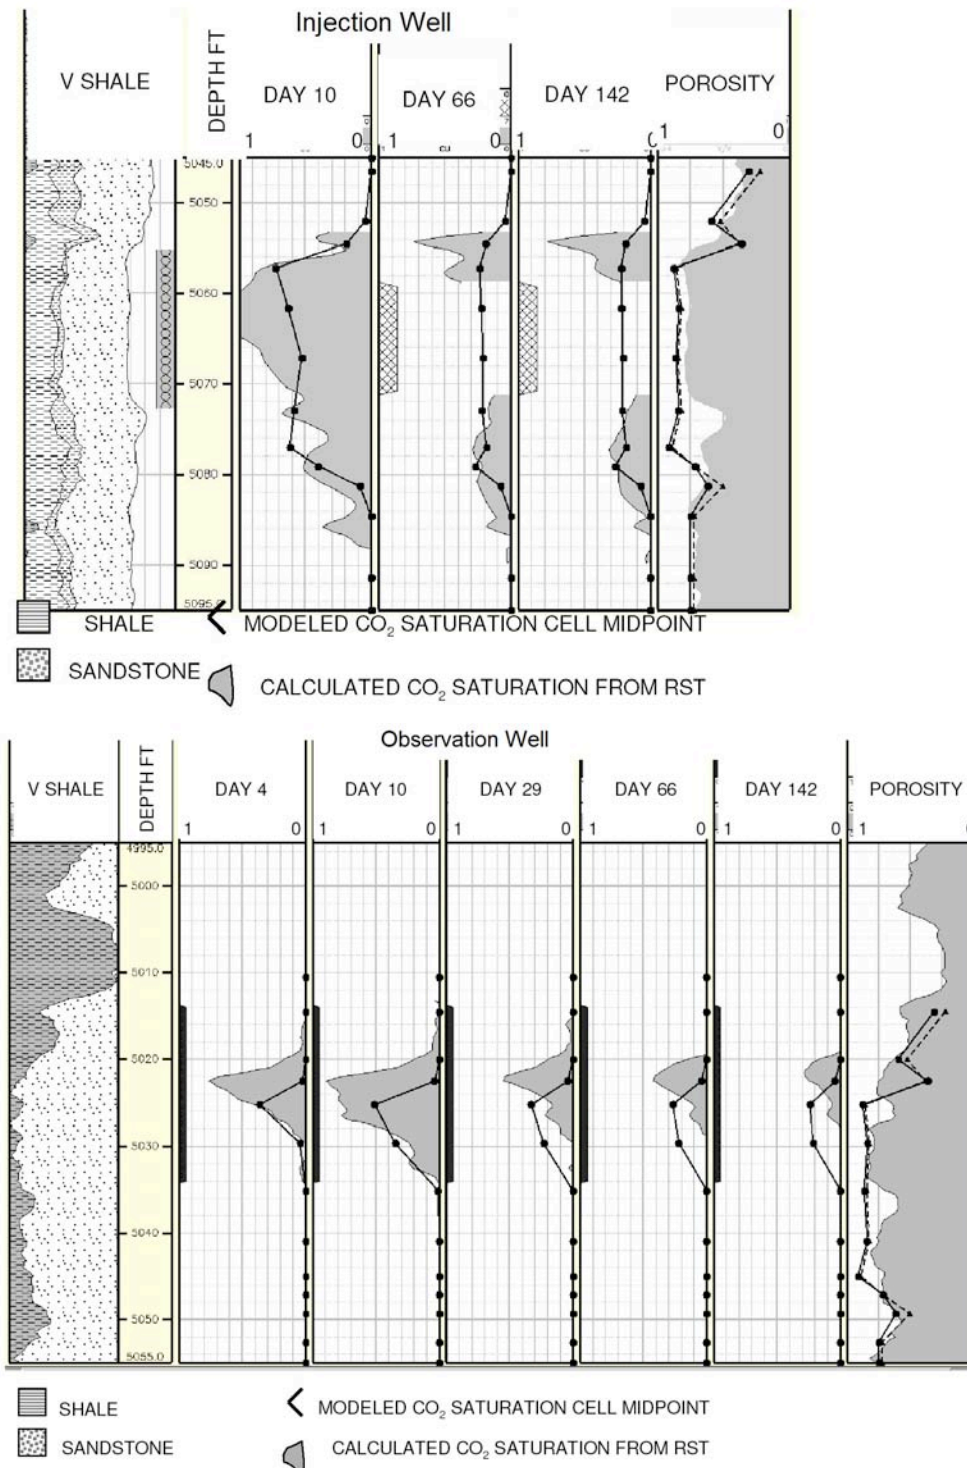 Injection Well
V SHALE
DEPTH FT
DAY 10
DAY 66
DAY 142
POROSITY
1 0 1 0 1 0 1 0
5045.0
5050
5060
5070
5080
5090
5095.0
SHALE
MODELED CO₂ SATURATION CELL MIDPOINT
SANDSTONE
CALCULATED CO₂ SATURATION FROM RST
Observation Well
V SHALE
DEPTH FT
DAY 4
DAY 10
DAY 29
DAY 66
DAY 142
POROSITY
1 0 1 0 1 0 1 0 1 0 1
4995.0
5000
5010
5020
5030
5040
5050
5055.0
SHALE
MODELED CO₂ SATURATION CELL MIDPOINT
SANDSTONE
CALCULATED CO₂ SATURATION FROM RST